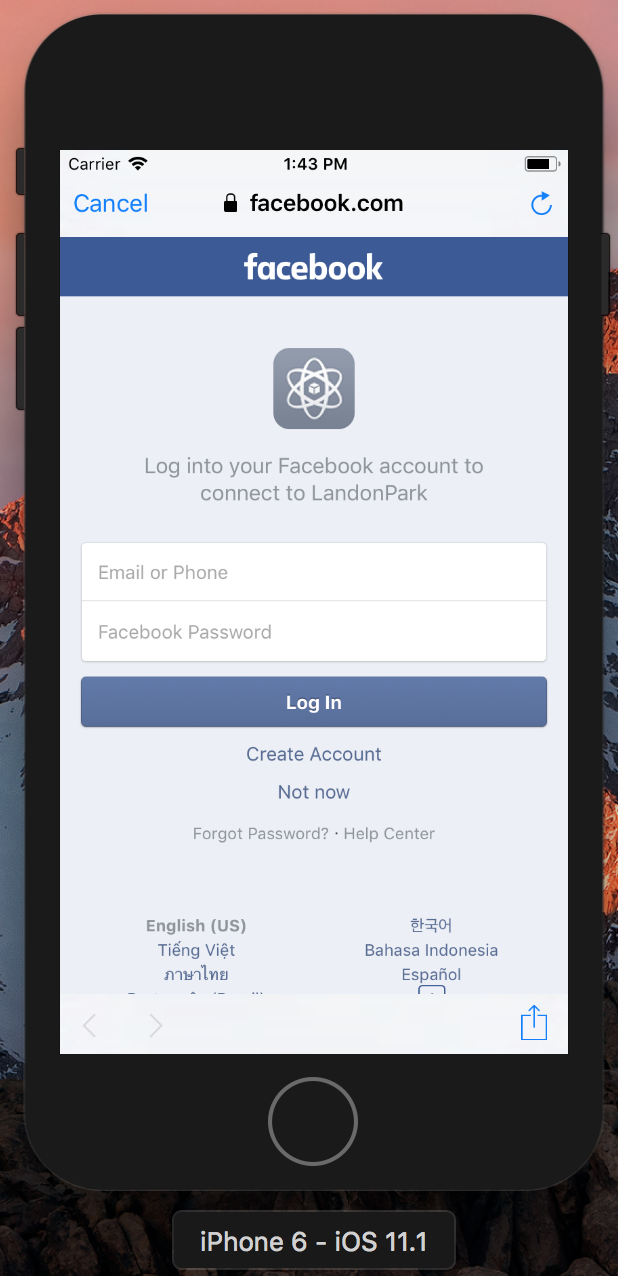 Carrier 1:43 PM
Cancel facebook.com
facebook
Log into your Facebook account to
connect to LandonPark
Email or Phone
Facebook Password
Log In
Create Account
Not now
Forgot Password? · Help Center
English (US) 한국어
Tiếng Việt Bahasa Indonesia
ภาษาไทย Español
iPhone 6 - iOS 11.1